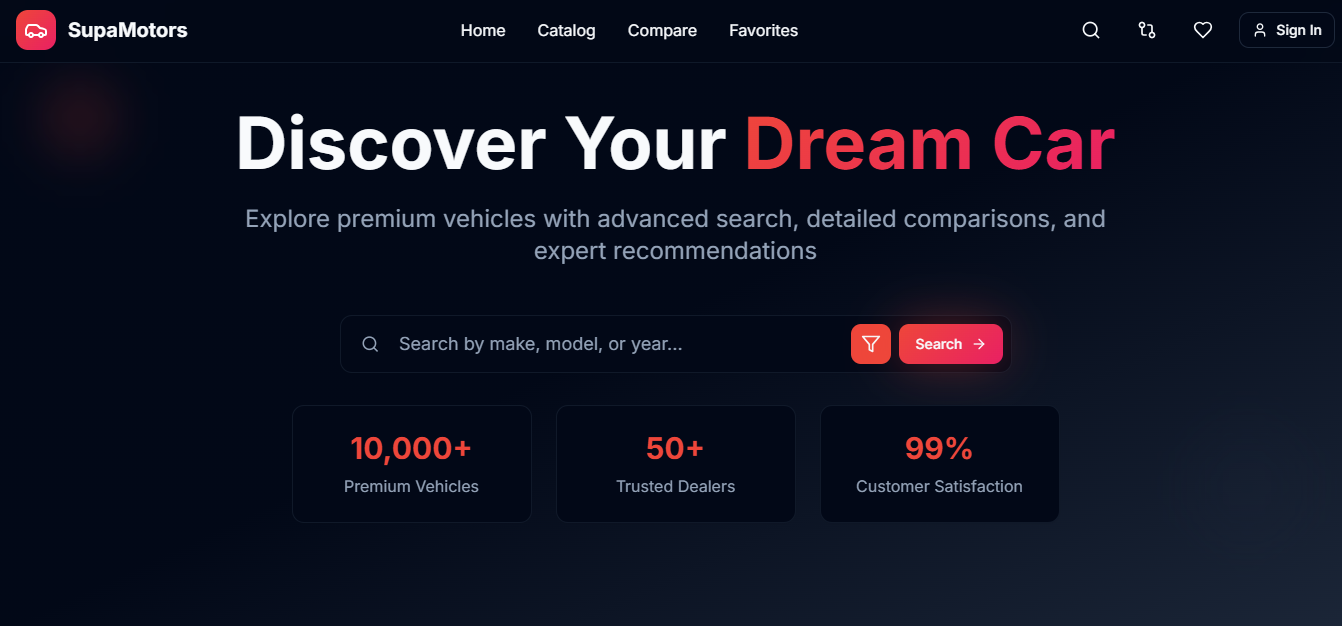 SupaMotors
Home
Catalog
Compare
Favorites
Sign In
Discover Your Dream Car
Explore premium vehicles with advanced search, detailed comparisons, and
expert recommendations
Search by make, model, or year...
Search
10,000+
Premium Vehicles
50+
Trusted Dealers
99%
Customer Satisfaction